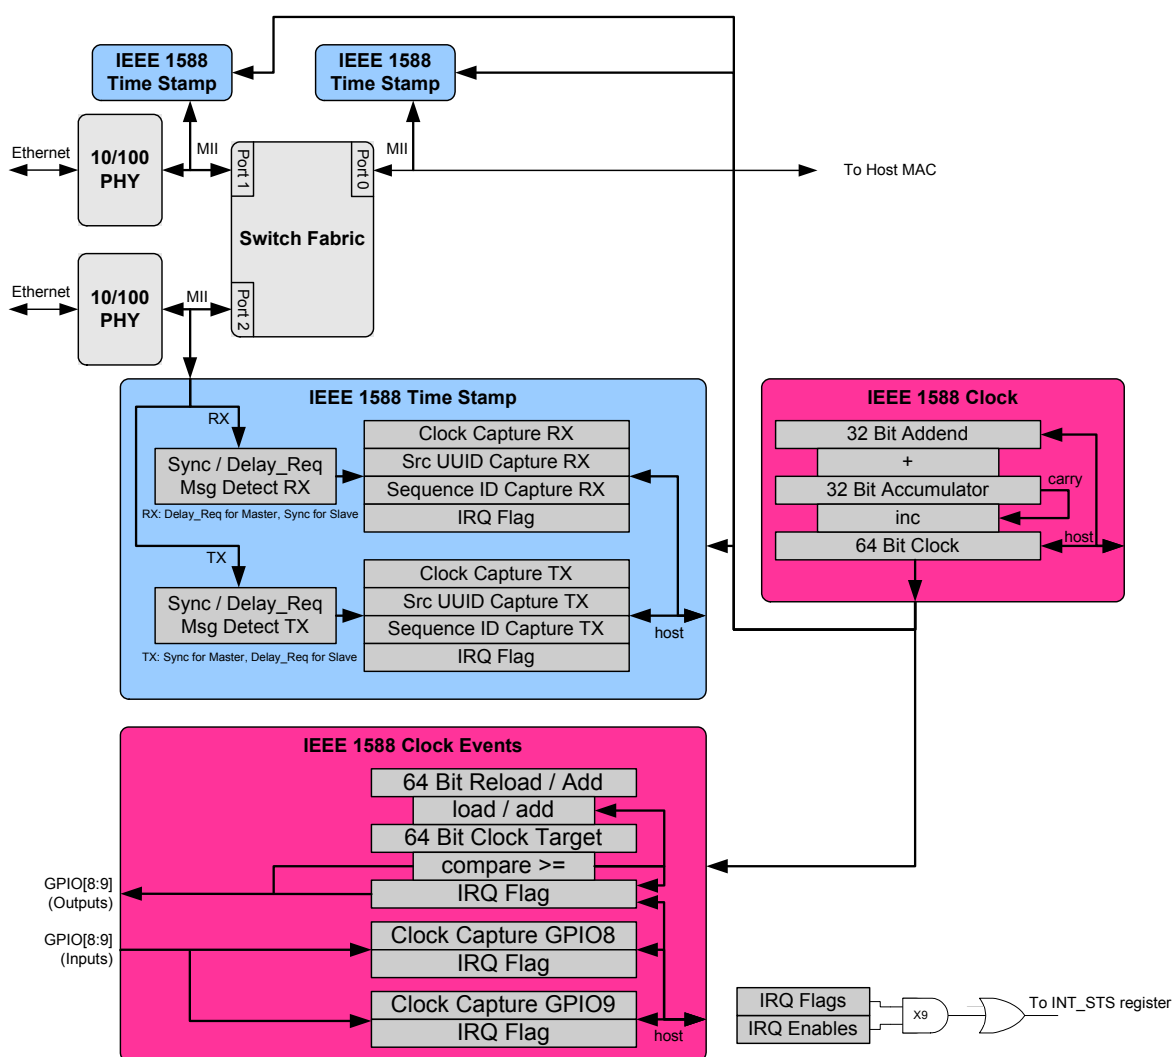 IEEE 1588
Time Stamp
IEEE 1588
Time Stamp
Ethernet
10/100
PHY
MII
Port 1
Port 0
MII
To Host MAC
Switch Fabric
Ethernet
10/100
PHY
MII
Port 2
IEEE 1588 Time Stamp
RX
Sync / Delay_Req
Msg Detect RX
RX: Delay_Req for Master, Sync for Slave
Clock Capture RX
Src UUID Capture RX
Sequence ID Capture RX
IRQ Flag
TX
Sync / Delay_Req
Msg Detect TX
TX: Sync for Master, Delay_Req for Slave
Clock Capture TX
Src UUID Capture TX
Sequence ID Capture TX
IRQ Flag
host
IEEE 1588 Clock
32 Bit Addend
+
carry
32 Bit Accumulator
inc
host
64 Bit Clock
IEEE 1588 Clock Events
64 Bit Reload / Add
load / add
64 Bit Clock Target
compare >=
IRQ Flag
GPIO[8:9]
(Outputs)
GPIO[8:9]
(Inputs)
Clock Capture GPIO8
IRQ Flag
Clock Capture GPIO9
IRQ Flag
host
IRQ Flags
IRQ Enables
X9
To INT_STS register